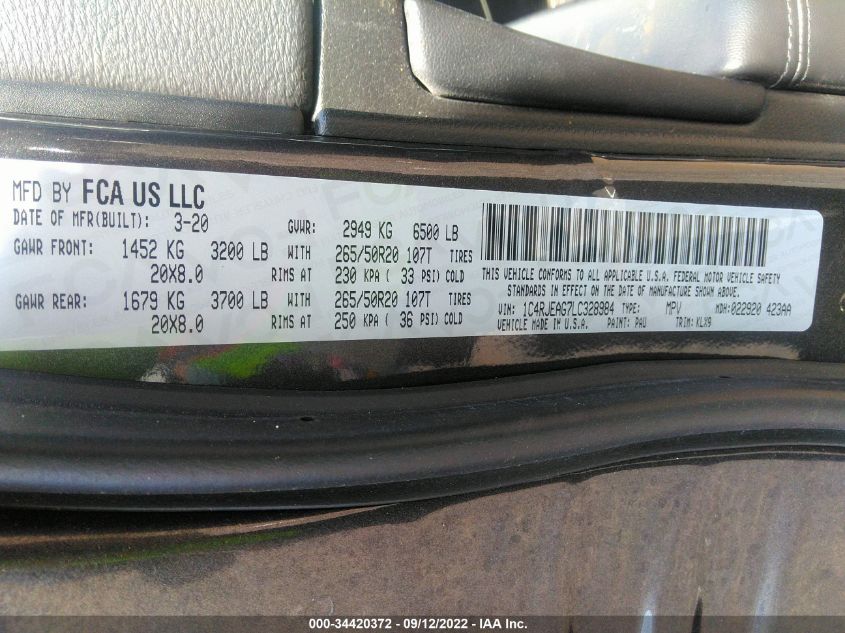 MFD BY FCA US LLC
DATE OF MFR(BUILT): 3-20 GVWR: 2949 KG 6500 LB
GAWR FRONT: 1452 KG 3200 LB WITH 265/50R20 107T TIRES
20X8.0 RIMS AT 230 KPA ( 33 PSI) COLD
GAWR REAR: 1679 KG 3700 LB WITH 265/50R20 107T TIRES
20X8.0 RIMS AT 250 KPA ( 36 PSI) COLD
THIS VEHICLE CONFORMS TO ALL APPLICABLE U.S.A. FEDERAL MOTOR VEHICLE SAFETY
STANDARDS IN EFFECT ON THE DATE OF MANUFACTURE SHOWN ABOVE.
VIN: 1C4RJEAG7LC328984 TYPE: MPV MDH:022920 423AA
VEHICLE MADE IN U.S.A. PAINT: PAU TRIM: KLX9
000-34420372 - 09/12/2022 - IAA Inc.